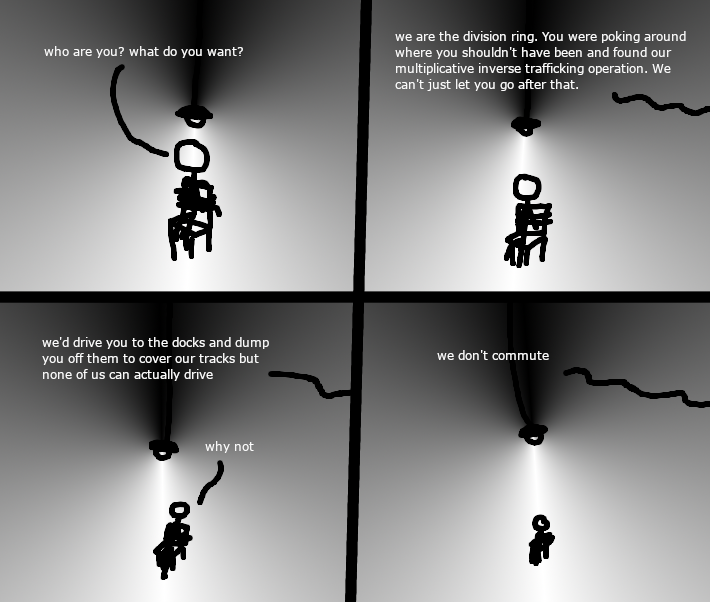 who are you? what do you want?
we are the division ring. You were poking around
where you shouldn't have been and found our
multiplicative inverse trafficking operation. We
can't just let you go after that.
we'd drive you to the docks and dump
you off them to cover our tracks but
none of us can actually drive
why not
we don't commute